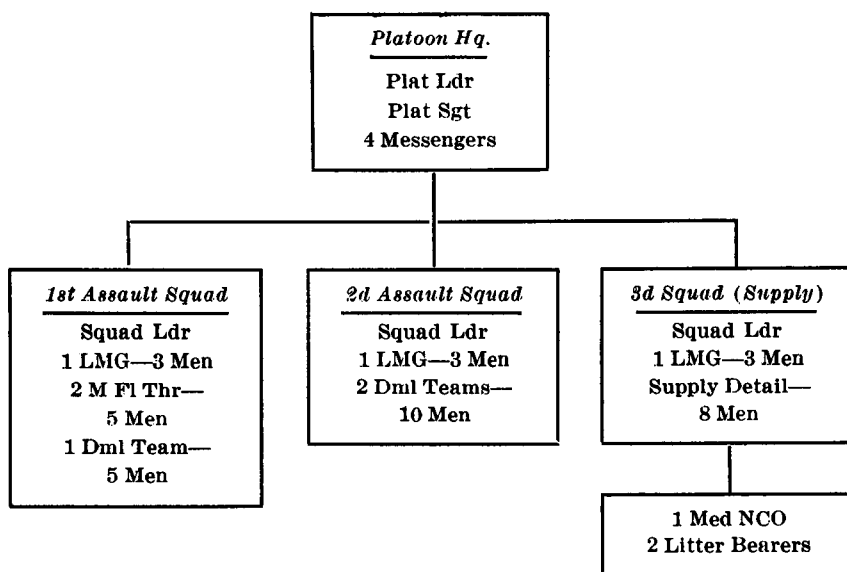 Platoon Hq.
Plat Ldr
Plat Sgt
4 Messengers
1st Assault Squad
Squad Ldr
1 LMG—3 Men
2 M Fl Thr—
5 Men
1 Dml Team—
5 Men
2d Assault Squad
Squad Ldr
1 LMG—3 Men
2 Dml Teams—
10 Men
3d Squad (Supply)
Squad Ldr
1 LMG—3 Men
Supply Detail—
8 Men
1 Med NCO
2 Litter Bearers